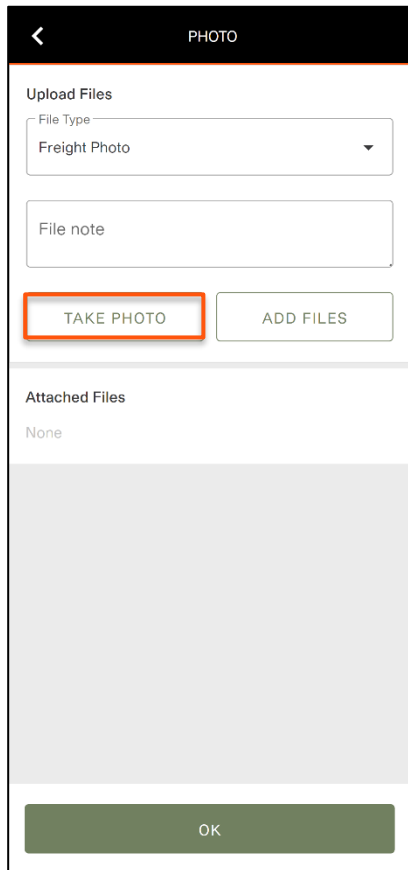 PHOTO
Upload Files
File Type
Freight Photo
File note
TAKE PHOTO
ADD FILES
Attached Files
None
OK